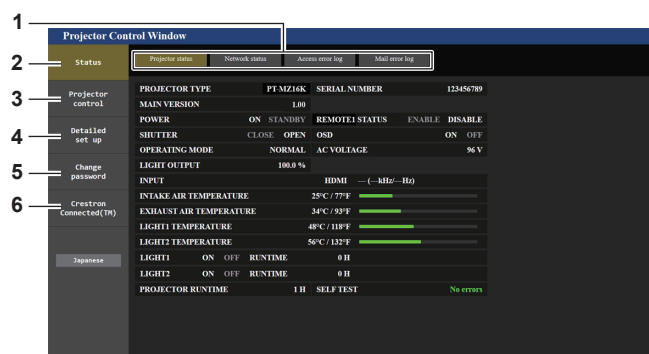 1
Projector Control Window
2
Status
Projector status Network status Access error log Mail error log
3
Projector
control
4
Detailed
set up
5
Change
password
6
Crestron
Connected(TM)
Japanese
PROJECTOR TYPE PT-MZ16K SERIAL NUMBER 123456789
MAIN VERSION 1.00
POWER ON STANDBY REMOTE1 STATUS ENABLE DISABLE
SHUTTER CLOSE OPEN OSD ON OFF
OPERATING MODE NORMAL AC VOLTAGE 96 V
LIGHT OUTPUT 100.0 %
INPUT HDMI --- (---kHz/---Hz)
INTAKE AIR TEMPERATURE 25°C / 77°F
EXHAUST AIR TEMPERATURE 34°C / 93°F
LIGHT1 TEMPERATURE 48°C / 118°F
LIGHT2 TEMPERATURE 56°C / 132°F
LIGHT1 ON OFF RUNTIME 0 H
LIGHT2 ON OFF RUNTIME 0 H
PROJECTOR RUNTIME 1 H SELF TEST No errors